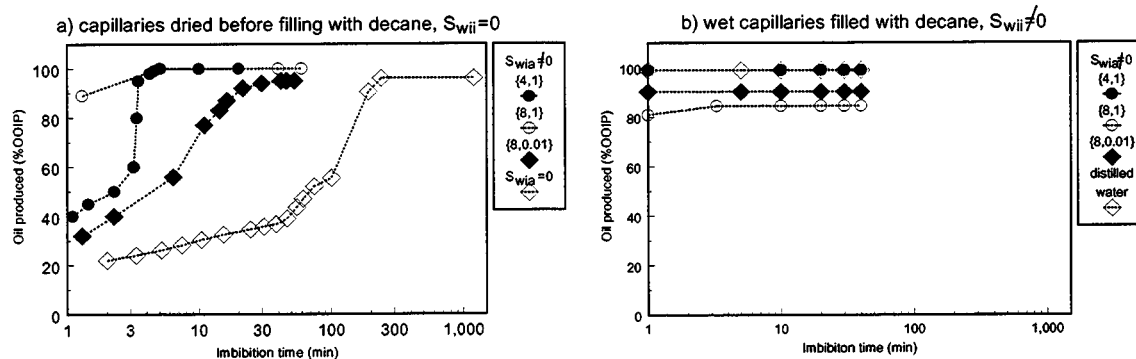 a) capillaries dried before filling with decane, Swii=0
b) wet capillaries filled with decane, Swii≠0
Oil produced (%OOIP)
100
80
60
40
20
0
1
3
10
30
100
300
1,000
Imbibition time (min)
Swia≠0
{4,1}
{8,1}
{8,0.01}
Swia=0
Oil produced (%OOIP)
100
80
60
40
20
0
1
10
100
1,000
Imbibiton time (min)
Swia≠0
{4,1}
{8,1}
{8,0.01}
distilled
water